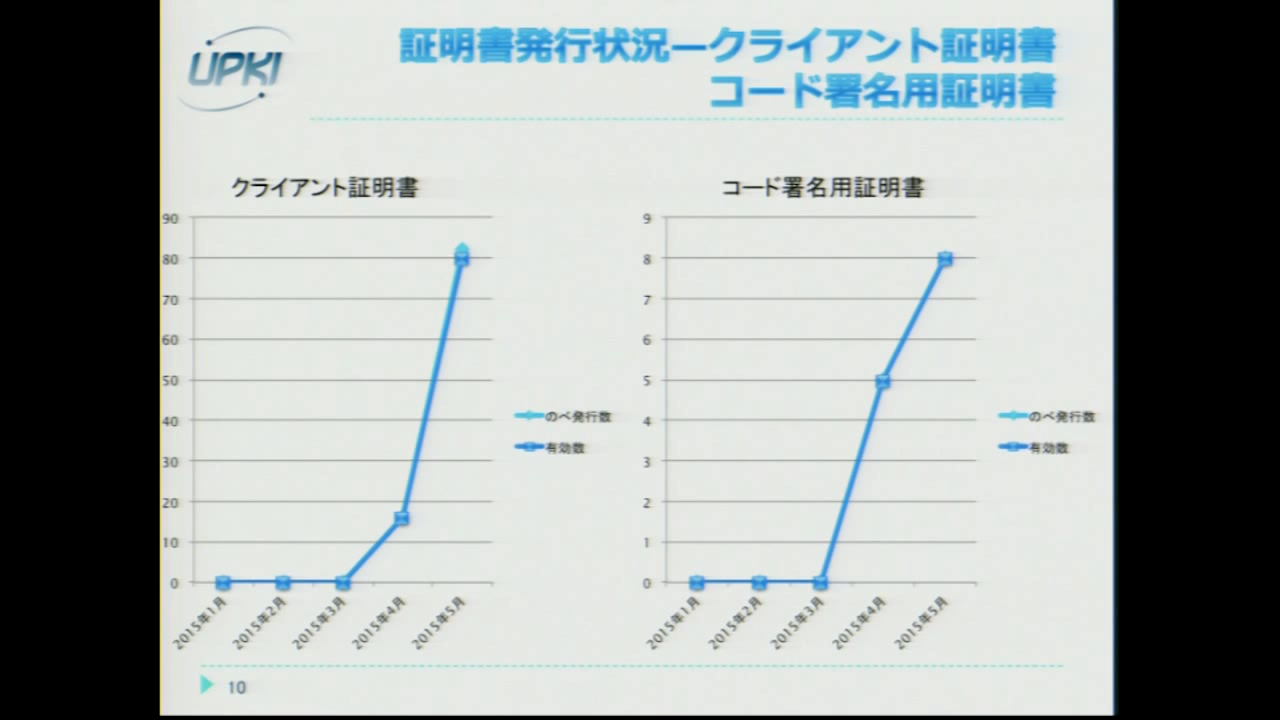 UPKI
証明書発行状況—クライアント証明書
コード署名用証明書
クライアント証明書
90
80
70
60
50
40
30
20
10
0
2015年1月
2015年2月
2015年3月
2015年4月
2015年5月
のべ発行数
有効数
コード署名用証明書
9
8
7
6
5
4
3
2
1
0
2015年1月
2015年2月
2015年3月
2015年4月
2015年5月
のべ発行数
有効数
10